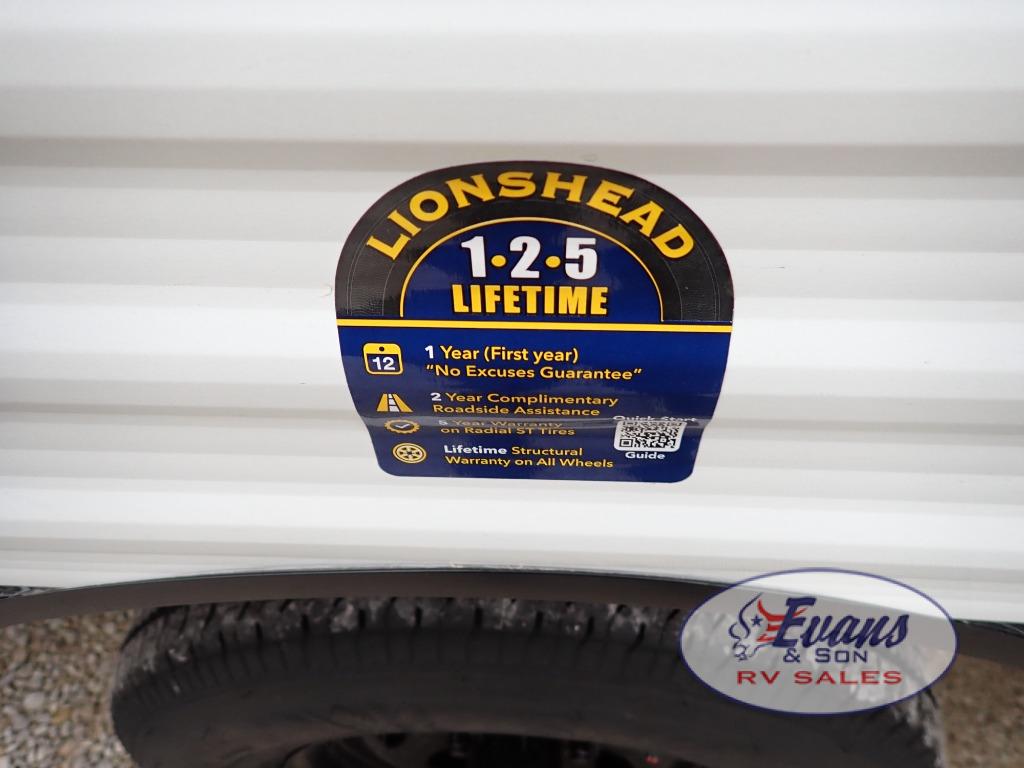 LIONSHEAD
1•2•5
LIFETIME
12
1 Year (First year)
"No Excuses Guarantee"
2 Year Complimentary
Roadside Assistance
5 Year Warranty
on Radial ST Tires
Lifetime Structural
Warranty on All Wheels
Quick Start
Guide
Evans
& SON
RV SALES